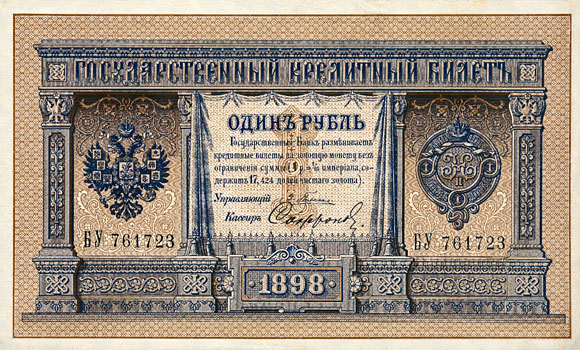 ГОСУДАРСТВЕННЫЙ КРЕДИТНЫЙ БИЛЕТЪ
ОДИНЪ РУБЛЬ
Государственный Банкъ размѣниваетъ
кредитные билеты на золотую монету безъ
ограниченія суммы (1 р.= 1/15 имперіала, со-
держитъ 17,424 долей чистаго золота).
Управляющій
Кассиръ
БУ 761723
БУ 761723
1898